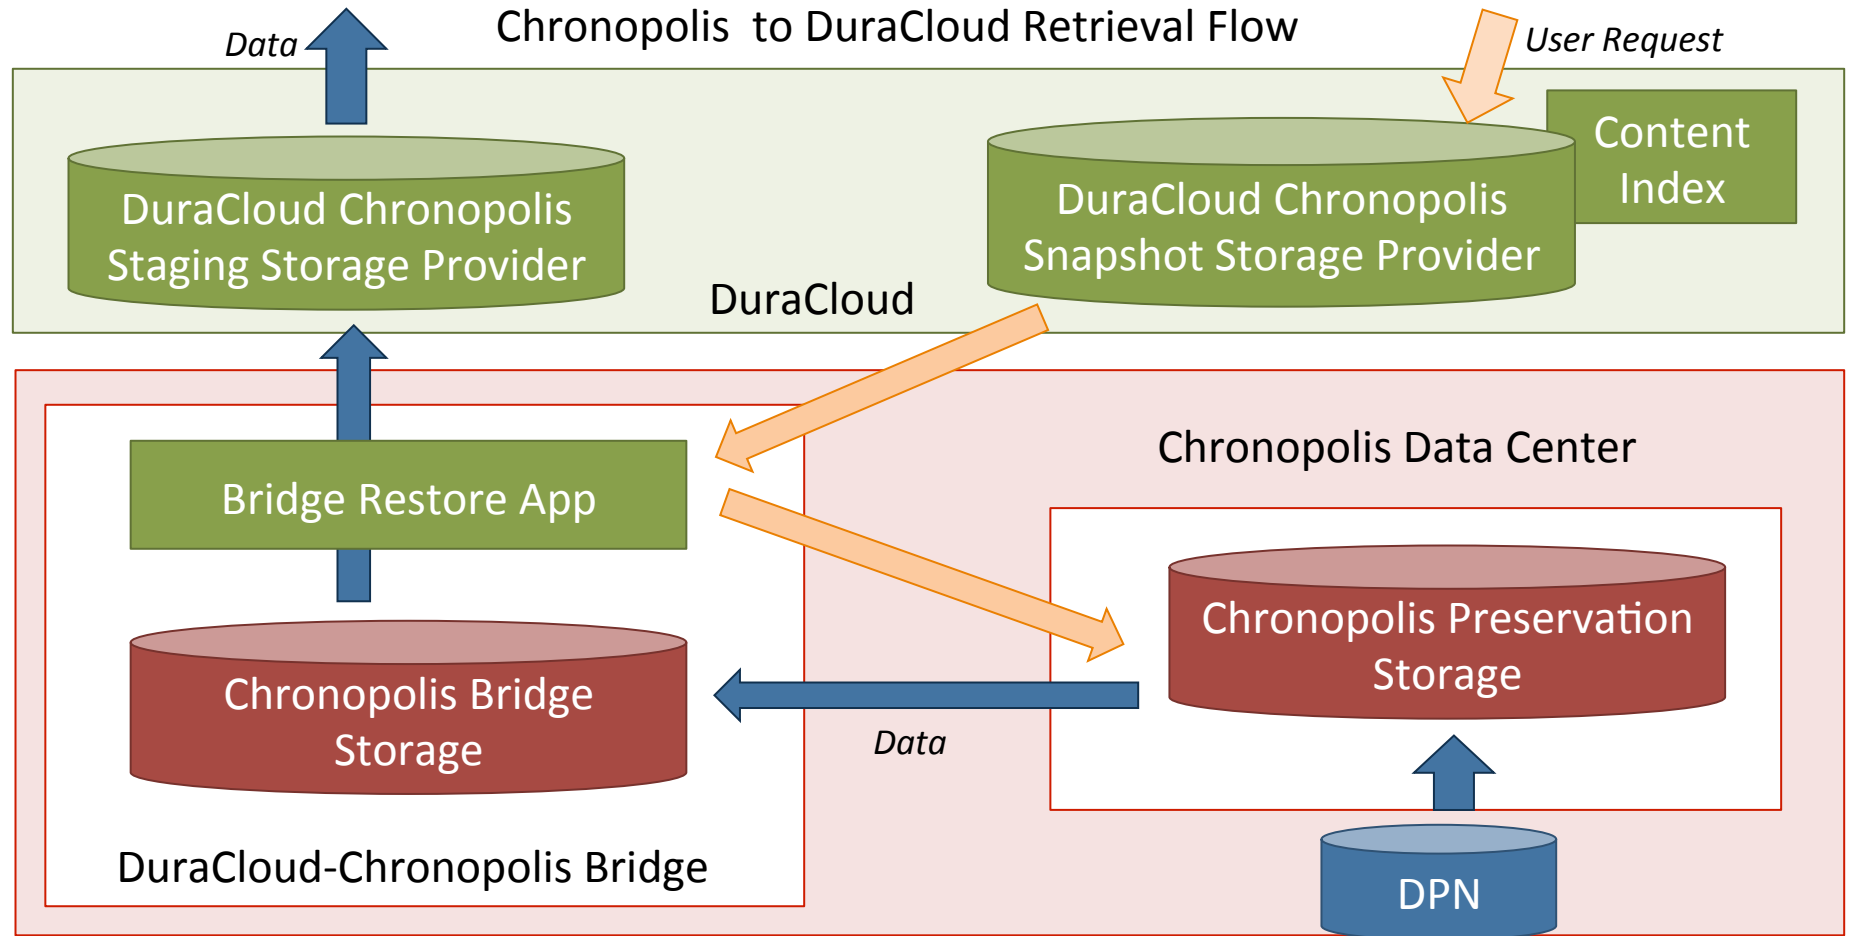 Chronopolis to DuraCloud Retrieval Flow
Data
User Request
Content
Index
DuraCloud Chronopolis
Staging Storage Provider
DuraCloud Chronopolis
Snapshot Storage Provider
DuraCloud
Chronopolis Data Center
Bridge Restore App
Chronopolis Preservation
Storage
Chronopolis Bridge
Storage
Data
DuraCloud-Chronopolis Bridge
DPN